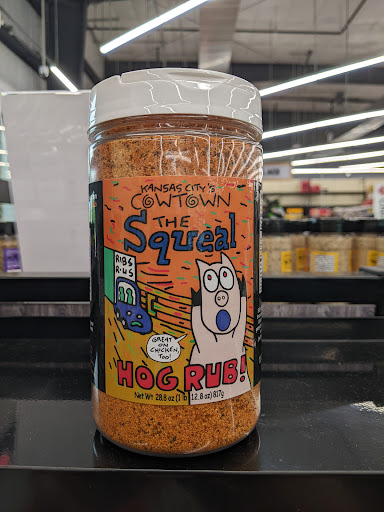 KANSAS CITY'S
COWTOWN
THE
Squeal
RIBS
R-US
GREAT
ON
CHICKEN,
TOO!
HOG RUB!
Net Wt 28.8 oz (1 lb 12.8 oz) 817g